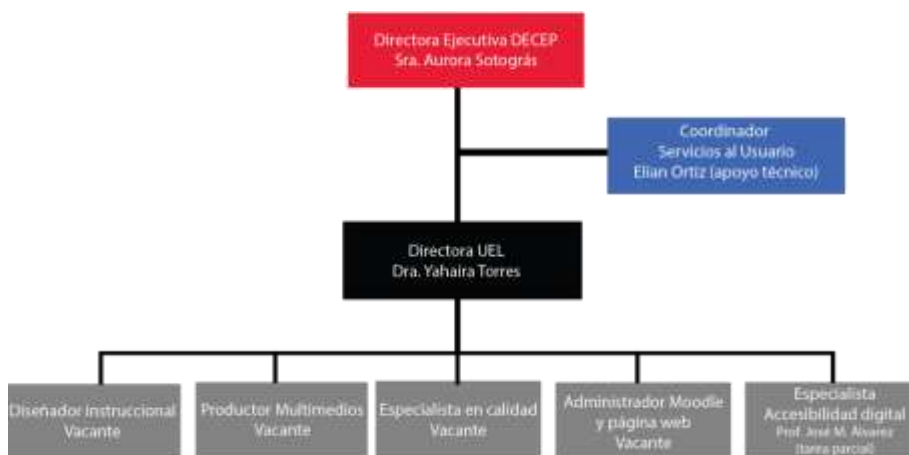 Directora Ejecutiva DECEP
Sra. Aurora Sotográs
Coordinador
Servicios al Usuario
Elian Ortiz (apoyo técnico)
Directora UEL
Dra. Yahaira Torres
Diseñador Instruccional
Vacante
Productor Multimedios
Vacante
Especialista en calidad
Vacante
Administrador Moodle
y página web
Vacante
Especialista
Accesibilidad digital
Prof. José M. Álvarez
(tarea parcial)